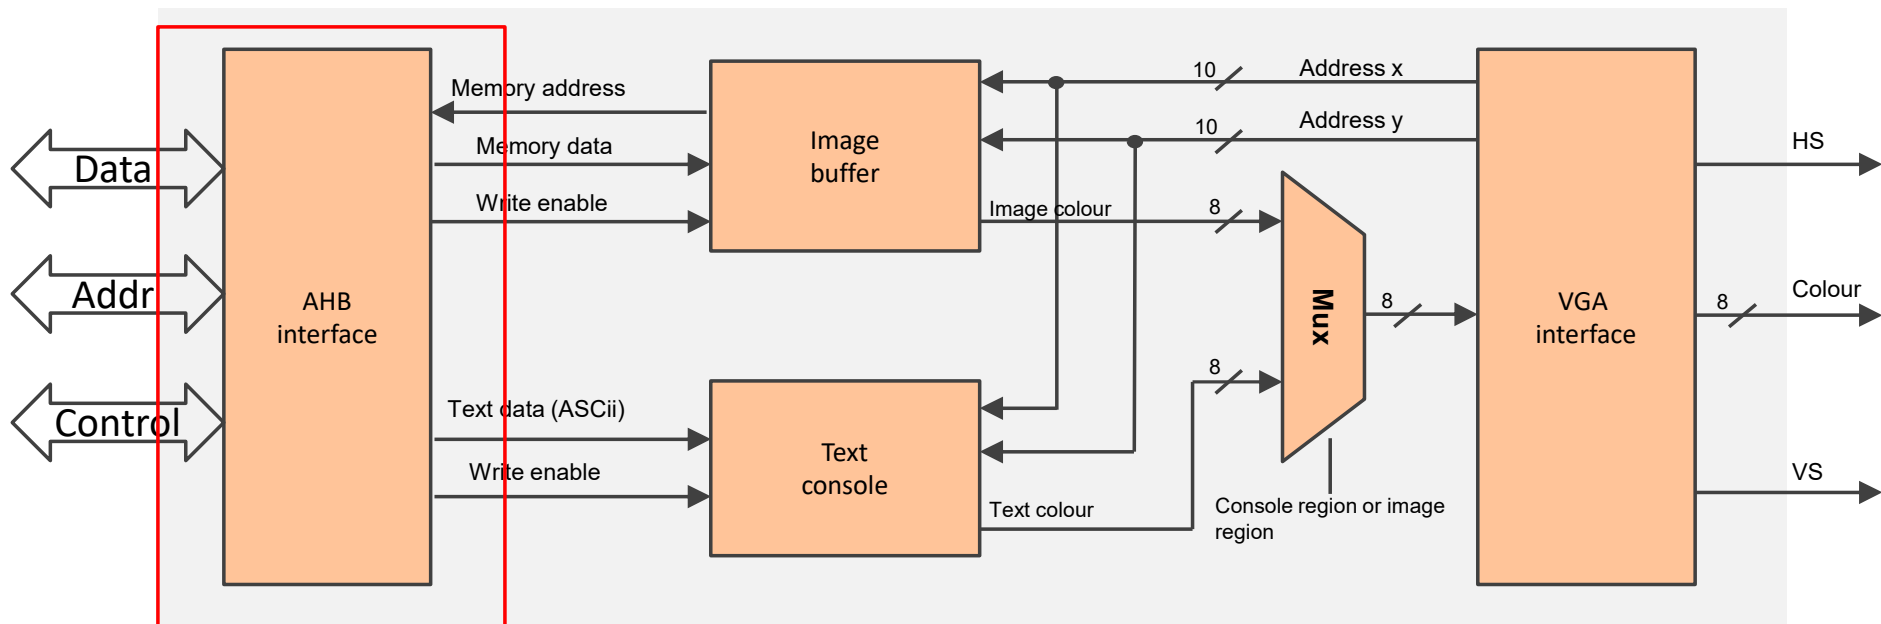 Data
Addr
Control
AHB
interface
Memory address
Memory data
Write enable
Text data (ASCii)
Write enable
Image
buffer
Text
console
10
Address x
10
Address y
Image colour
8
8
Text colour
Mux
Console region or image
region
8
VGA
interface
HS
8
Colour
VS